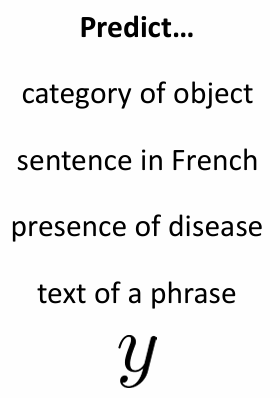 Predict...
category of object
sentence in French
presence of disease
text of a phrase
y